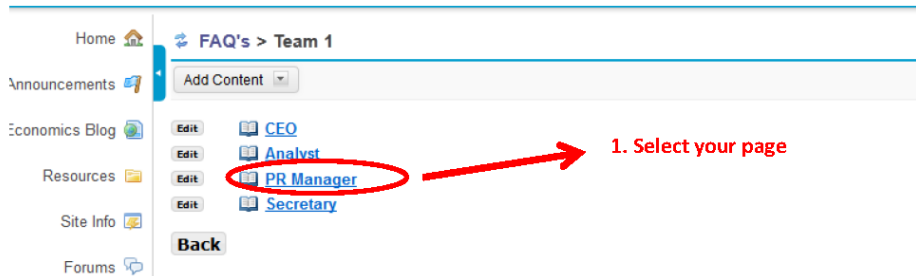 Home
FAQ's > Team 1
Announcements
Add Content
Economics Blog
Edit CEO
Edit Analyst
1. Select your page
Resources
Edit PR Manager
Edit Secretary
Site Info
Back
Forums